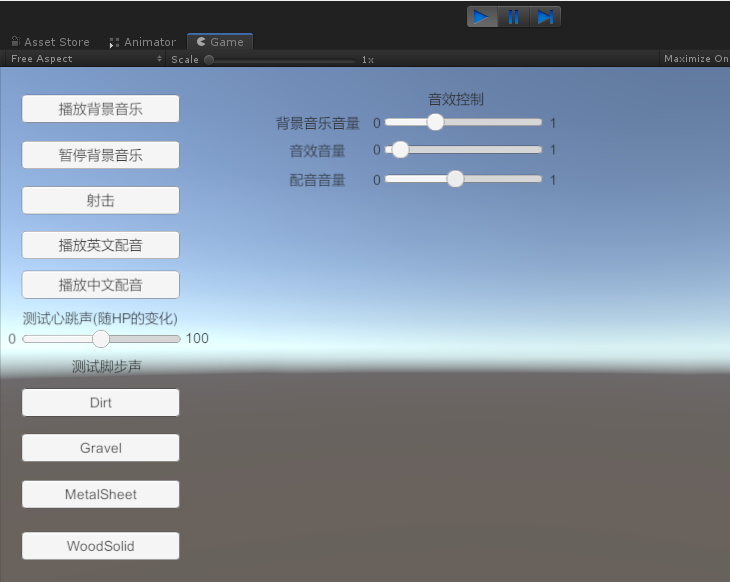 Asset Store
Animator
Game
Free Aspect
Scale
1x
Maximize On
播放背景音乐
暂停背景音乐
射击
播放英文配音
播放中文配音
测试心跳声(随HP的变化)
0
100
测试脚步声
Dirt
Gravel
MetalSheet
WoodSolid
音效控制
背景音乐音量 0 1
音效音量 0 1
配音音量 0 1